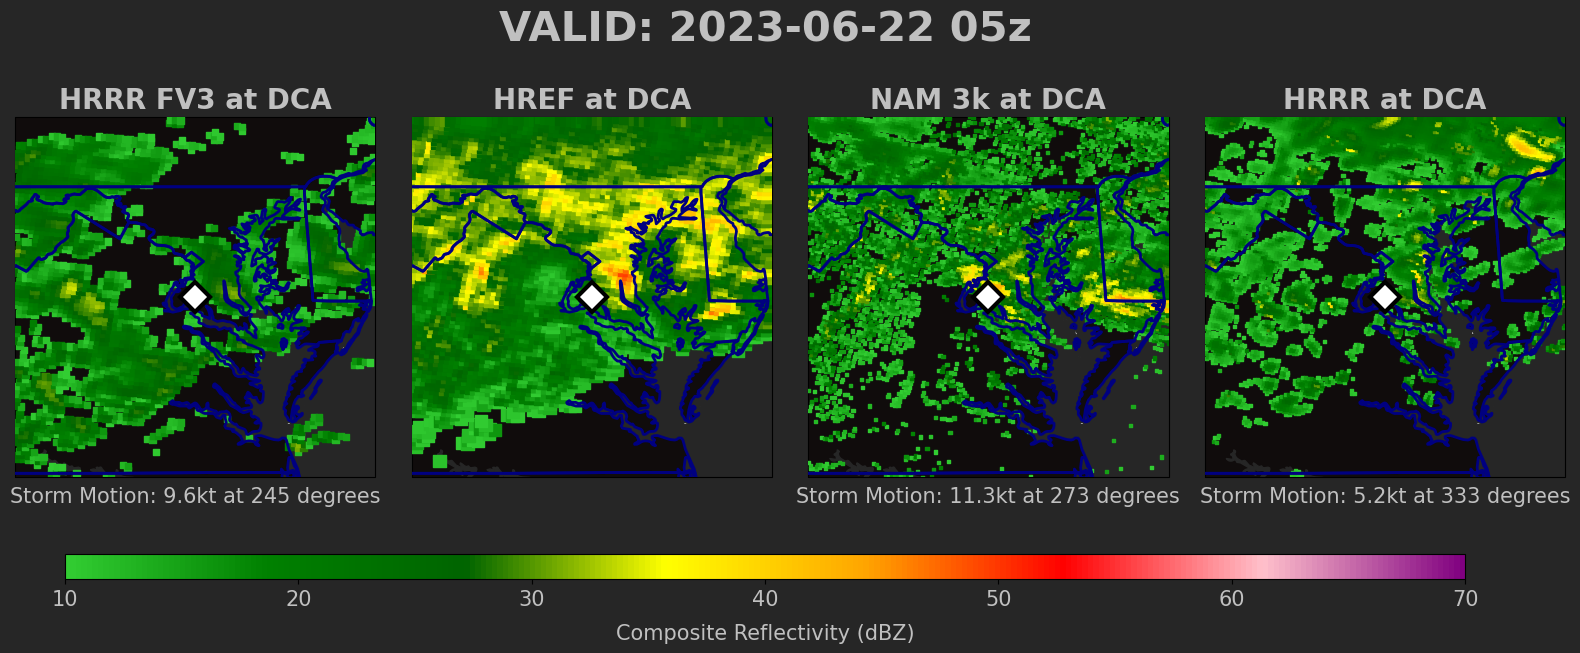 VALID: 2023-06-22 05z
HRRR FV3 at DCA
HREF at DCA
NAM 3k at DCA
HRRR at DCA
Storm Motion: 9.6kt at 245 degrees
Storm Motion: 11.3kt at 273 degrees
Storm Motion: 5.2kt at 333 degrees
10 20 30 40 50 60 70
Composite Reflectivity (dBZ)